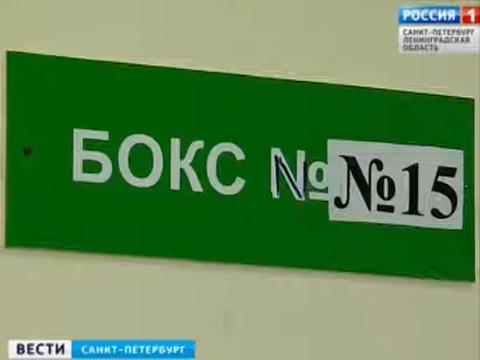 РОССИЯ 1
САНКТ-ПЕТЕРБУРГ
ЛЕНИНГРАДСКАЯ
ОБЛАСТЬ
БОКС № №15
ВЕСТИ САНКТ-ПЕТЕРБУРГ